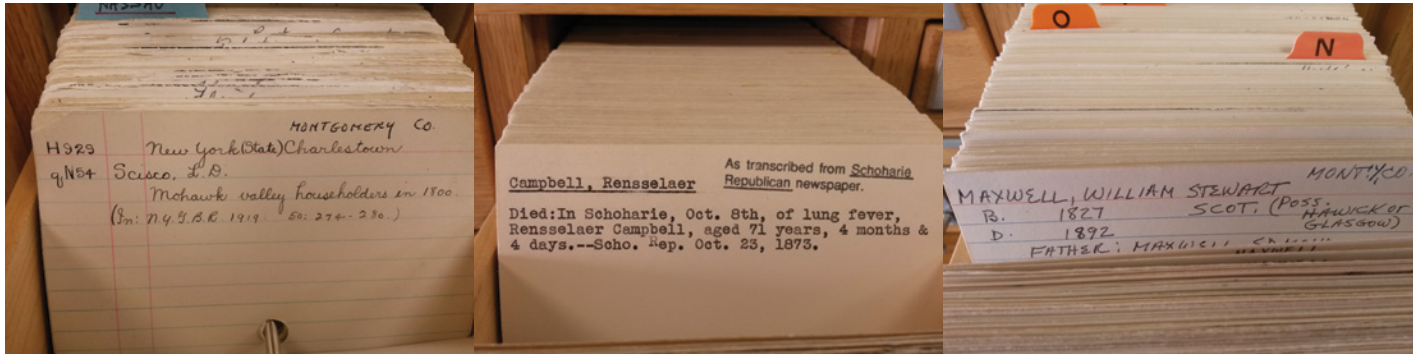 NASSAU
MONTGOMERY CO.
H929 New York (State) Charlestown
qN54 Scisco, L.D.
Mohawk valley householders in 1800.
(In: N.Y.G.B.R. 1919 50: 274-280.)
Campbell, Rensselaer
As transcribed from Schoharie
Republican newspaper.
Died:In Schoharie, Oct. 8th, of lung fever,
Rensselaer Campbell, aged 71 years, 4 months &
4 days.--Scho. Rep. Oct. 23, 1873.
O
N
MONT'Y CO.
MAXWELL, WILLIAM STEWART
B. 1827 SCOT. (POSS.
HAWICK OR
D. 1892 GLASGOW)
FATHER: MAXWELL